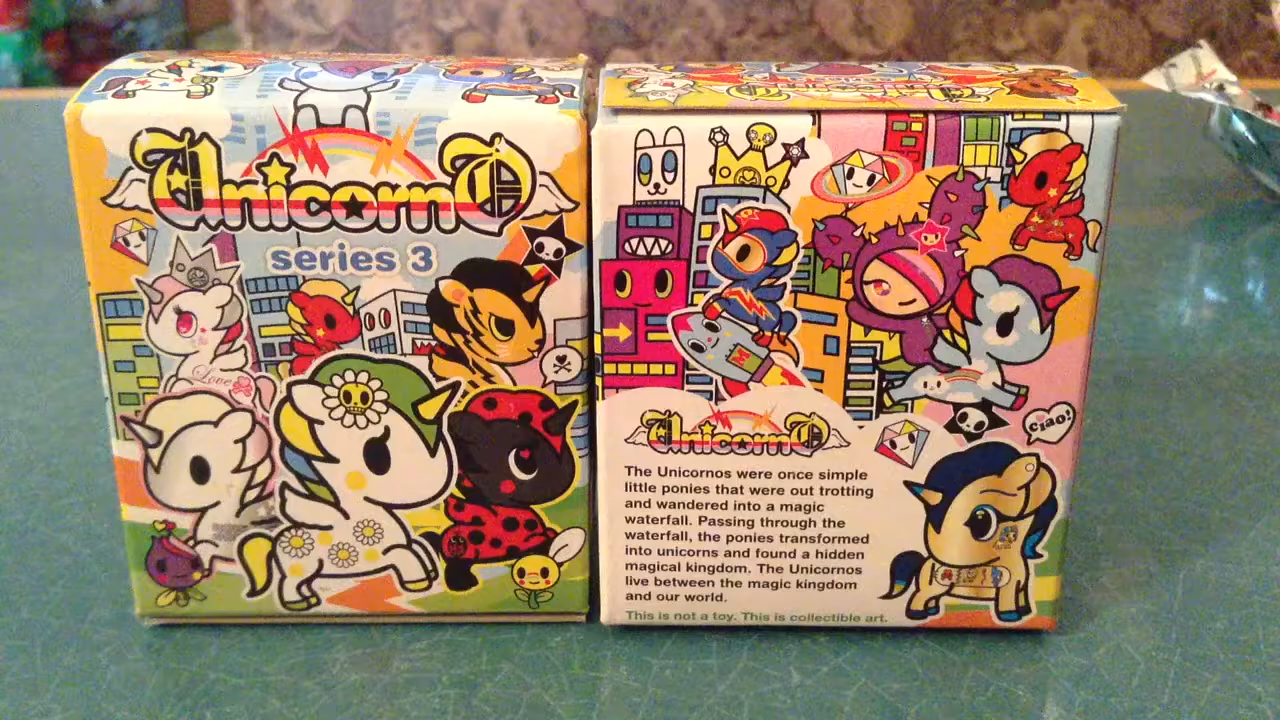 UnicornO
series 3
Love
M
Ciao!
UnicornO
The Unicornos were once simple
little ponies that were out trotting
and wandered into a magic
waterfall. Passing through the
waterfall, the ponies transformed
into unicorns and found a hidden
magical kingdom. The Unicornos
live between the magic kingdom
and our world.
This is not a toy. This is collectible art.